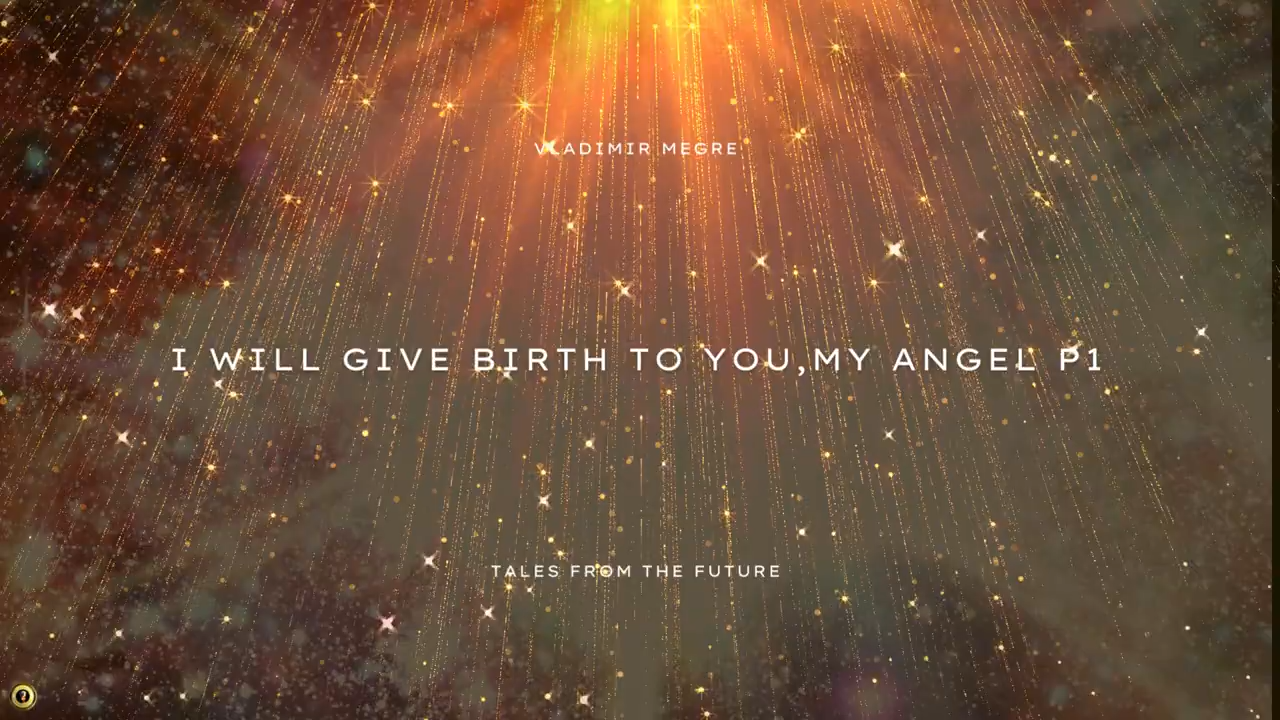 VLADIMIR MEGRE
I WILL GIVE BIRTH TO YOU,MY ANGEL P1
TALES FROM THE FUTURE